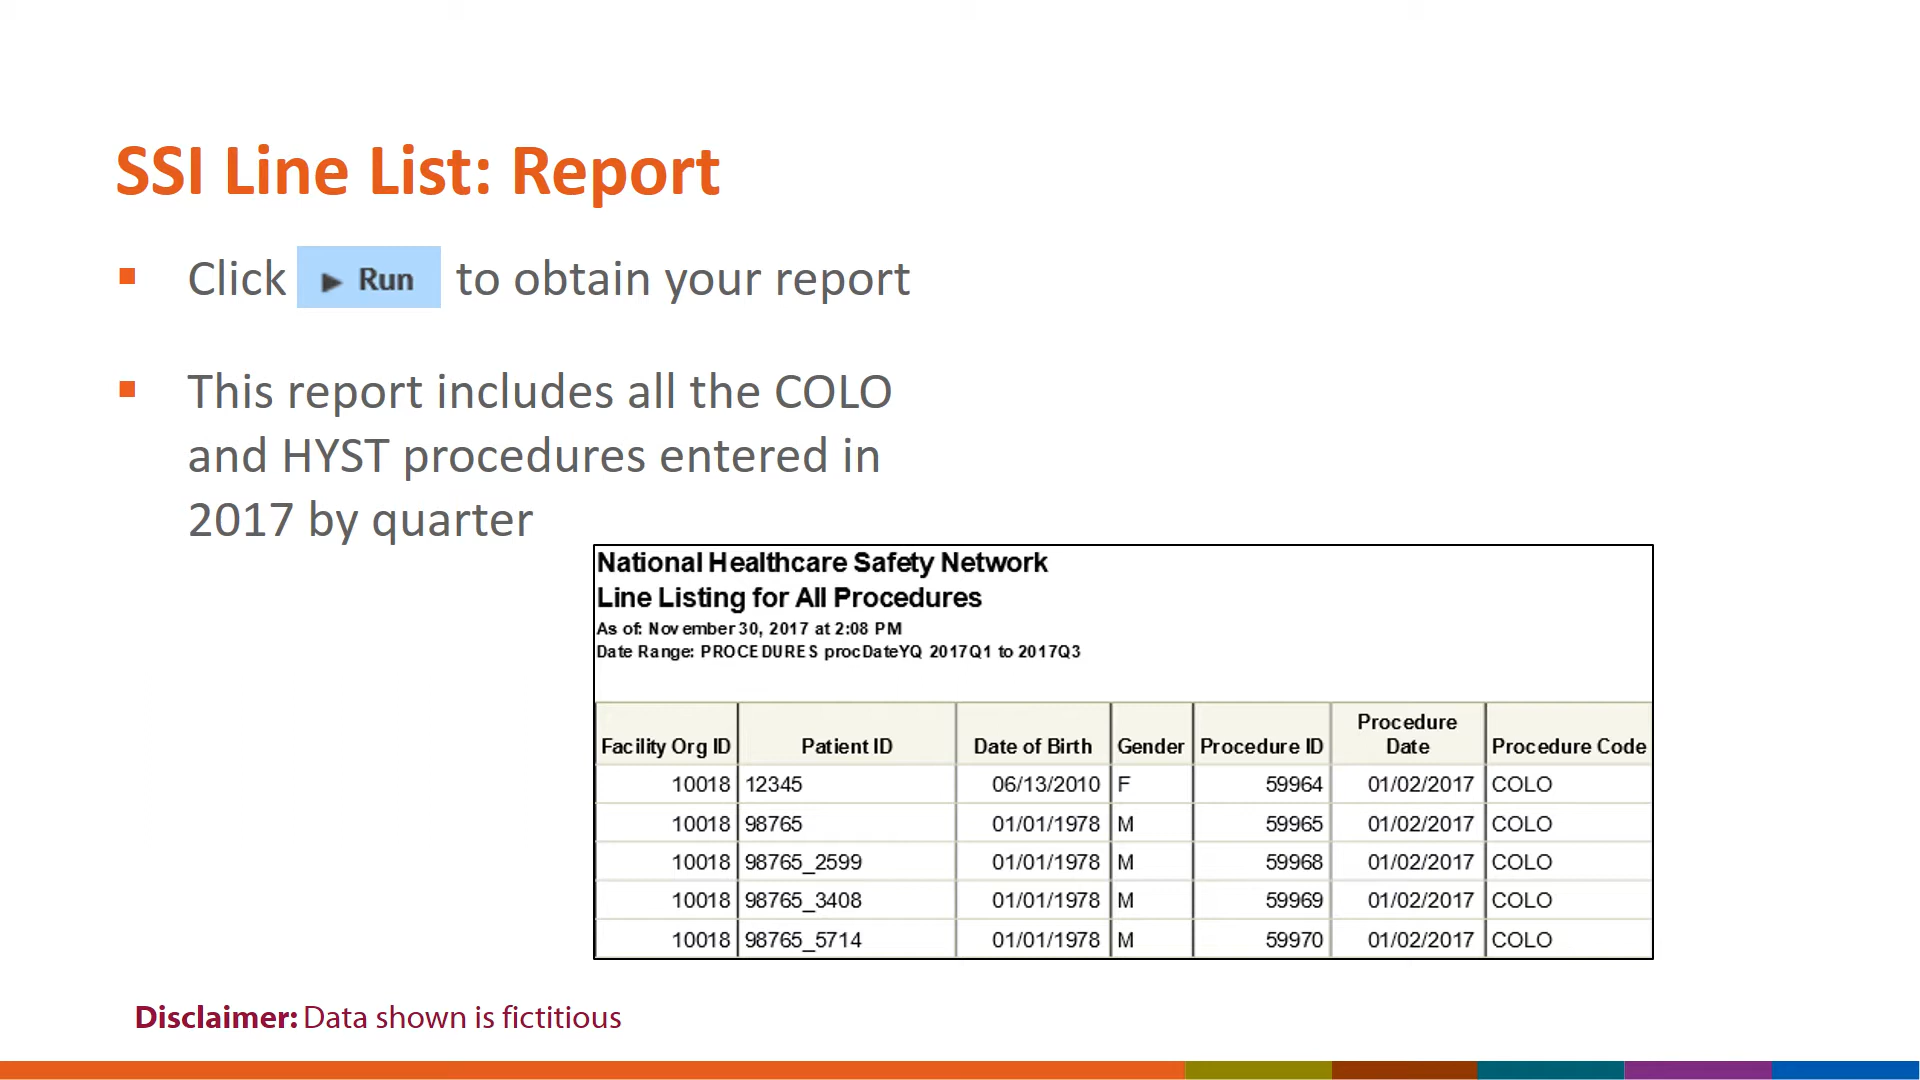 SSI Line List: Report
Click ▶ Run to obtain your report
This report includes all the COLO
and HYST procedures entered in
2017 by quarter
National Healthcare Safety Network
Line Listing for All Procedures
As of: November 30, 2017 at 2:08 PM
Date Range: PROCEDURES procDateYQ 2017Q1 to 2017Q3
Facility Org ID Patient ID Date of Birth Gender Procedure ID Procedure Date Procedure Code
10018 12345 06/13/2010 F 59964 01/02/2017 COLO
10018 98765 01/01/1978 M 59965 01/02/2017 COLO
10018 98765_2599 01/01/1978 M 59968 01/02/2017 COLO
10018 98765_3408 01/01/1978 M 59969 01/02/2017 COLO
10018 98765_5714 01/01/1978 M 59970 01/02/2017 COLO
Disclaimer: Data shown is fictitious